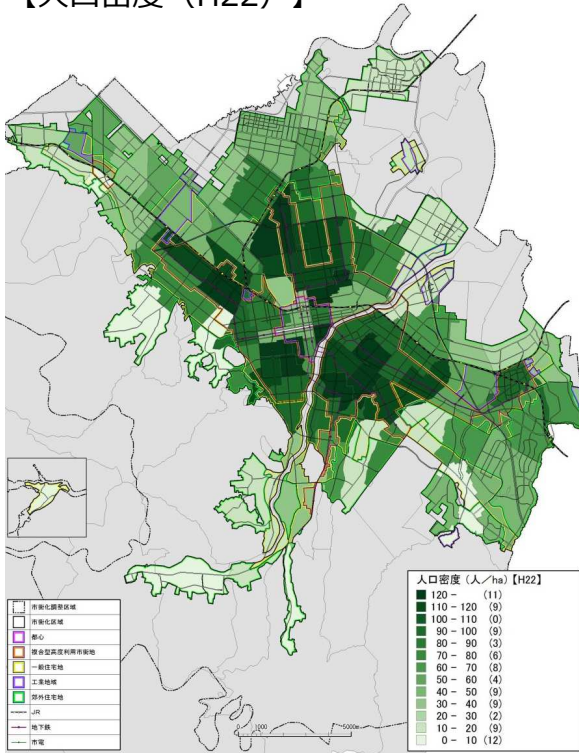 【人口密度（H22）】
市街化調整区域
市街化区域
都心
複合型高度利用市街地
一般住宅地
工業地域
郊外住宅地
JR
地下鉄
市電
0 1000 5000m
人口密度（人／ha）【H22】
120 - (11)
110 - 120 (9)
100 - 110 (0)
90 - 100 (9)
80 - 90 (3)
70 - 80 (6)
60 - 70 (8)
50 - 60 (4)
40 - 50 (9)
30 - 40 (9)
20 - 30 (2)
10 - 20 (9)
0 - 10 (12)